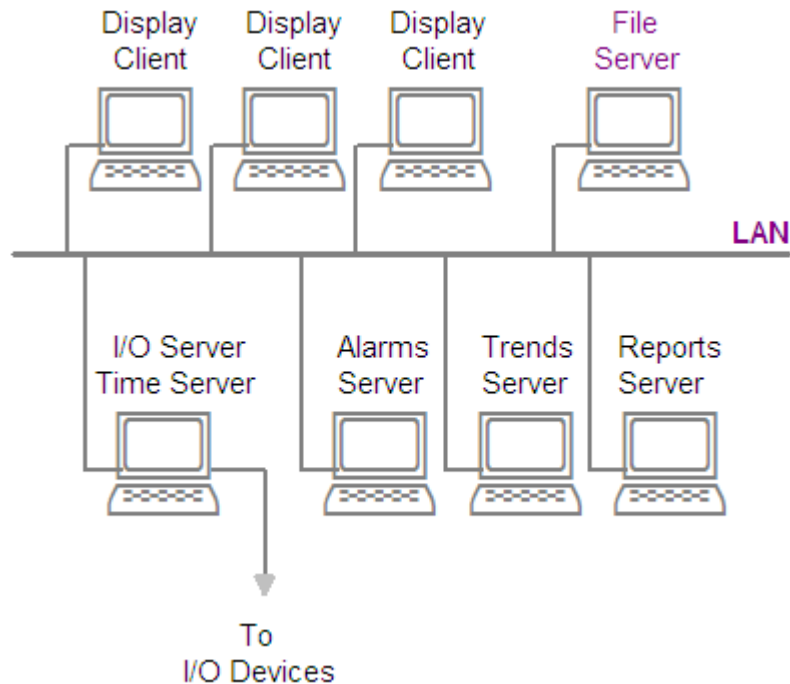 Display
Client
Display
Client
Display
Client
File
Server
LAN
I/O Server
Time Server
Alarms
Server
Trends
Server
Reports
Server
To
I/O Devices